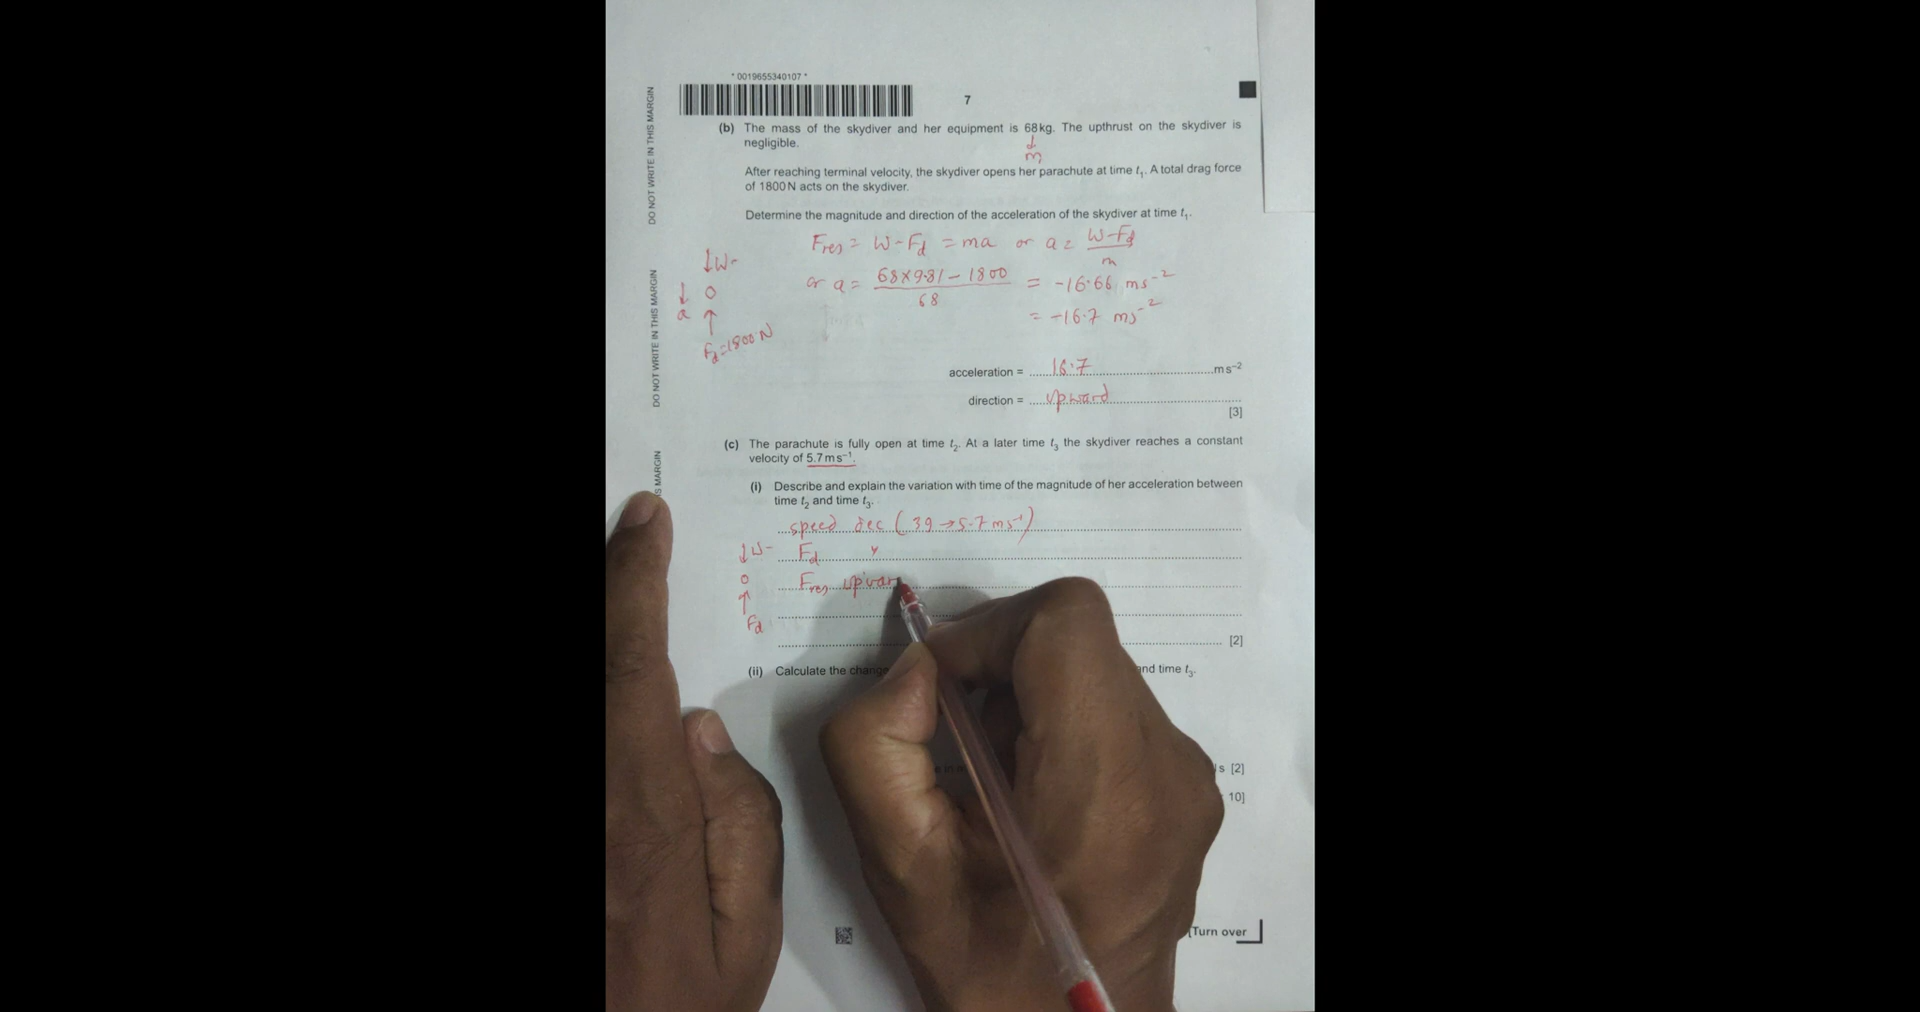 * 0019655340107 *
7
DO NOT WRITE IN THIS MARGIN
DO NOT WRITE IN THIS MARGIN
S MARGIN
(b) The mass of the skydiver and her equipment is 68 kg. The upthrust on the skydiver is
negligible.
↓
m
After reaching terminal velocity, the skydiver opens her parachute at time t₁. A total drag force
of 1800 N acts on the skydiver.
Determine the magnitude and direction of the acceleration of the skydiver at time t₁.
Fres = W - Fd = ma or a = W-Fd / m
↓W-
or a = 68×9.81 - 1800 / 68 = -16.66 ms⁻²
↓ O
a ↑
= -16.7 ms⁻²
Fd=1800N
acceleration = 16.7 m s⁻²
direction = upward
[3]
(c) The parachute is fully open at time t₂. At a later time t₃ the skydiver reaches a constant
velocity of 5.7 m s⁻¹.
(i) Describe and explain the variation with time of the magnitude of her acceleration between
time t₂ and time t₃.
speed dec (39→5.7 ms⁻¹)
↓W- Fd
O Fres upwar
↑
Fd
[2]
(ii) Calculate the change and time t₃.
s [2]
10]
[Turn over